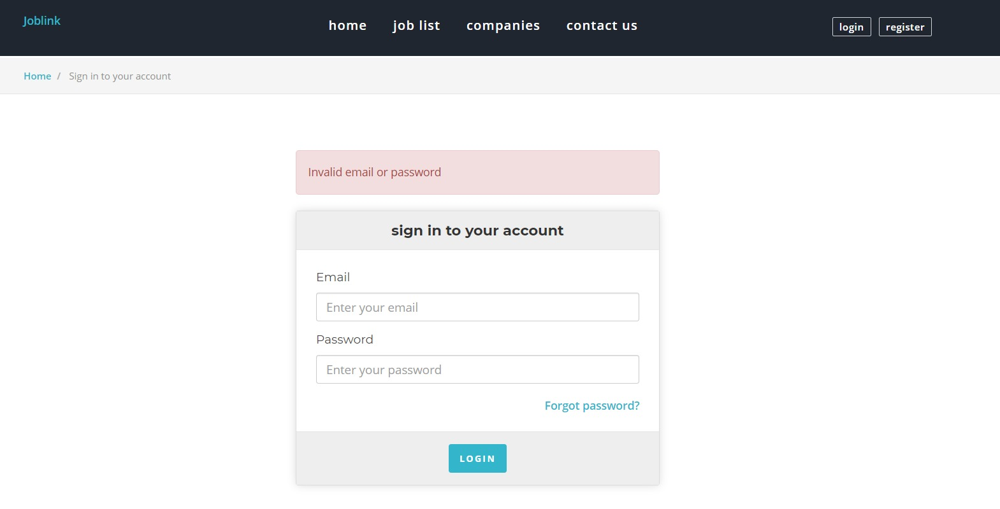 Joblink
home job list companies contact us
login register
Home / Sign in to your account
Invalid email or password
sign in to your account
Email
Enter your email
Password
Enter your password
Forgot password?
LOGIN